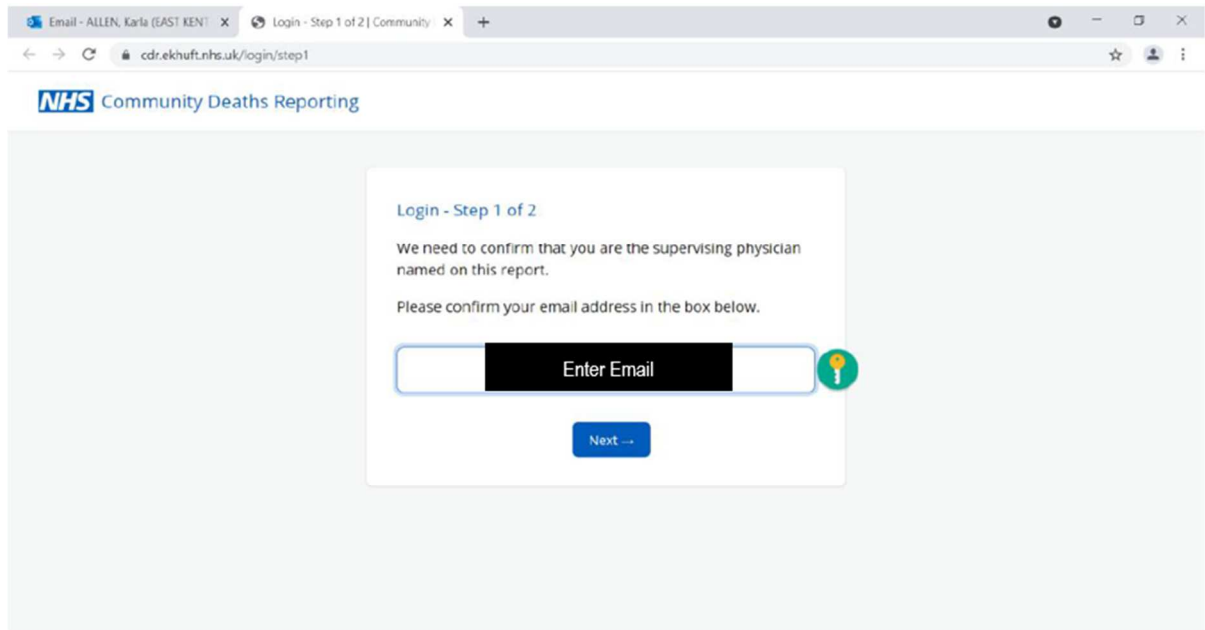 Email - ALLEN, Karla (EAST KENT
Login - Step 1 of 2 | Community
cdr.ekhuft.nhs.uk/login/step1
NHS Community Deaths Reporting
Login - Step 1 of 2
We need to confirm that you are the supervising physician
named on this report.
Please confirm your email address in the box below.
Enter Email
Next →